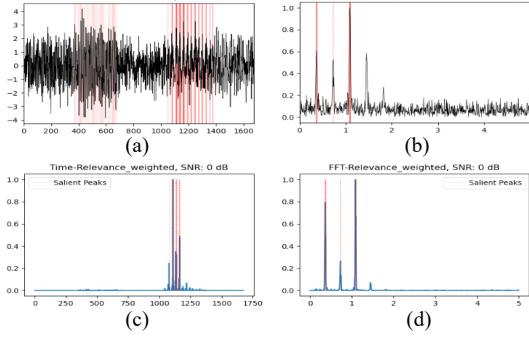 4
3
2
1
0
−1
−2
−3
−4
0 200 400 600 800 1000 1200 1400 1600
(a)
1.0
0.8
0.6
0.4
0.2
0.0
0 1 2 3 4
(b)
Time-Relevance_weighted, SNR: 0 dB
Salient Peaks
1.0
0.8
0.6
0.4
0.2
0.0
0 250 500 750 1000 1250 1500 1750
(c)
FFT-Relevance_weighted, SNR: 0 dB
Salient Peaks
1.0
0.8
0.6
0.4
0.2
0.0
0 1 2 3 4 5
(d)